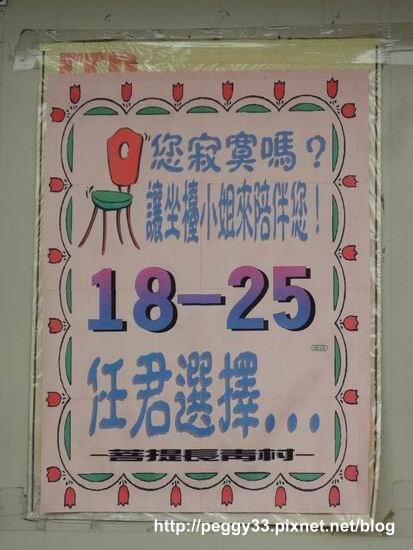 您寂寞嗎?
讓坐檯小姐來陪伴您!
18-25
任君選擇...
-菩提長青村-
http://peggy33.pixnet.net/blog